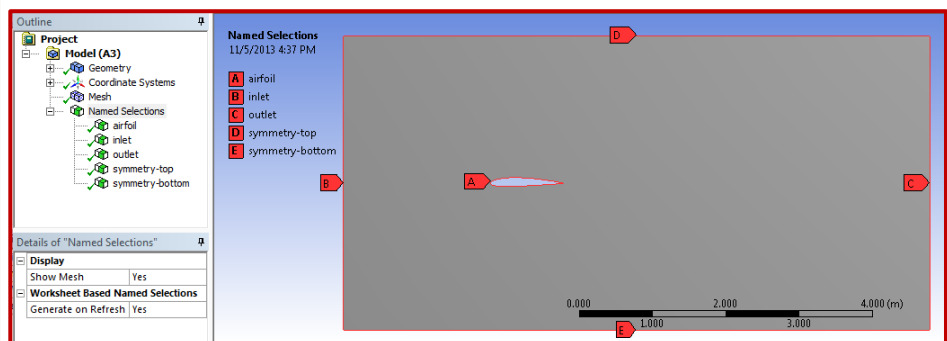 Outline
Project
Model (A3)
Geometry
Coordinate Systems
Mesh
Named Selections
airfoil
inlet
outlet
symmetry-top
symmetry-bottom
Details of "Named Selections"
Display
Show Mesh Yes
Worksheet Based Named Selections
Generate on Refresh Yes
Named Selections
11/5/2013 4:37 PM
A airfoil
B inlet
C outlet
D symmetry-top
E symmetry-bottom
D
B
A
C
0.000 2.000 4.000 (m)
1.000 3.000
E